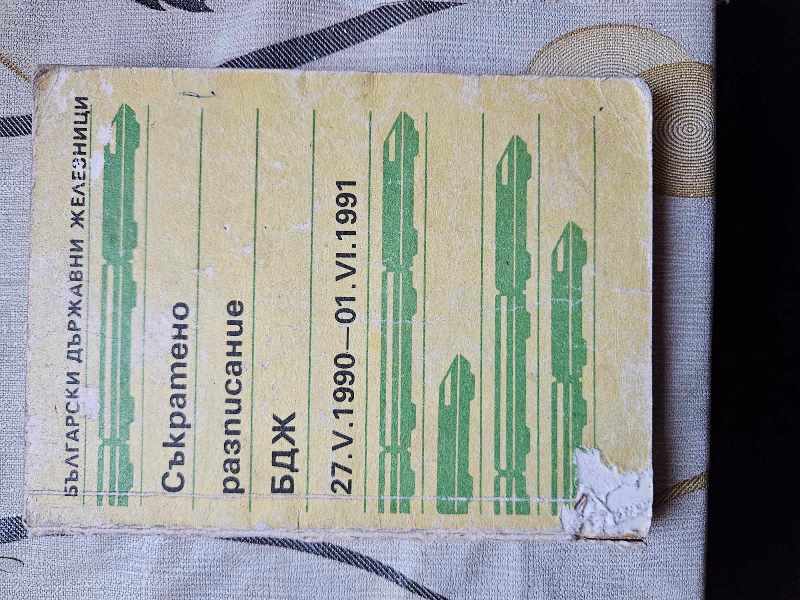 БЪЛГАРСКИ ДЪРЖАВНИ ЖЕЛЕЗНИЦИ
Съкратено
разписание
БДЖ
27.V.1990—01.VI.1991